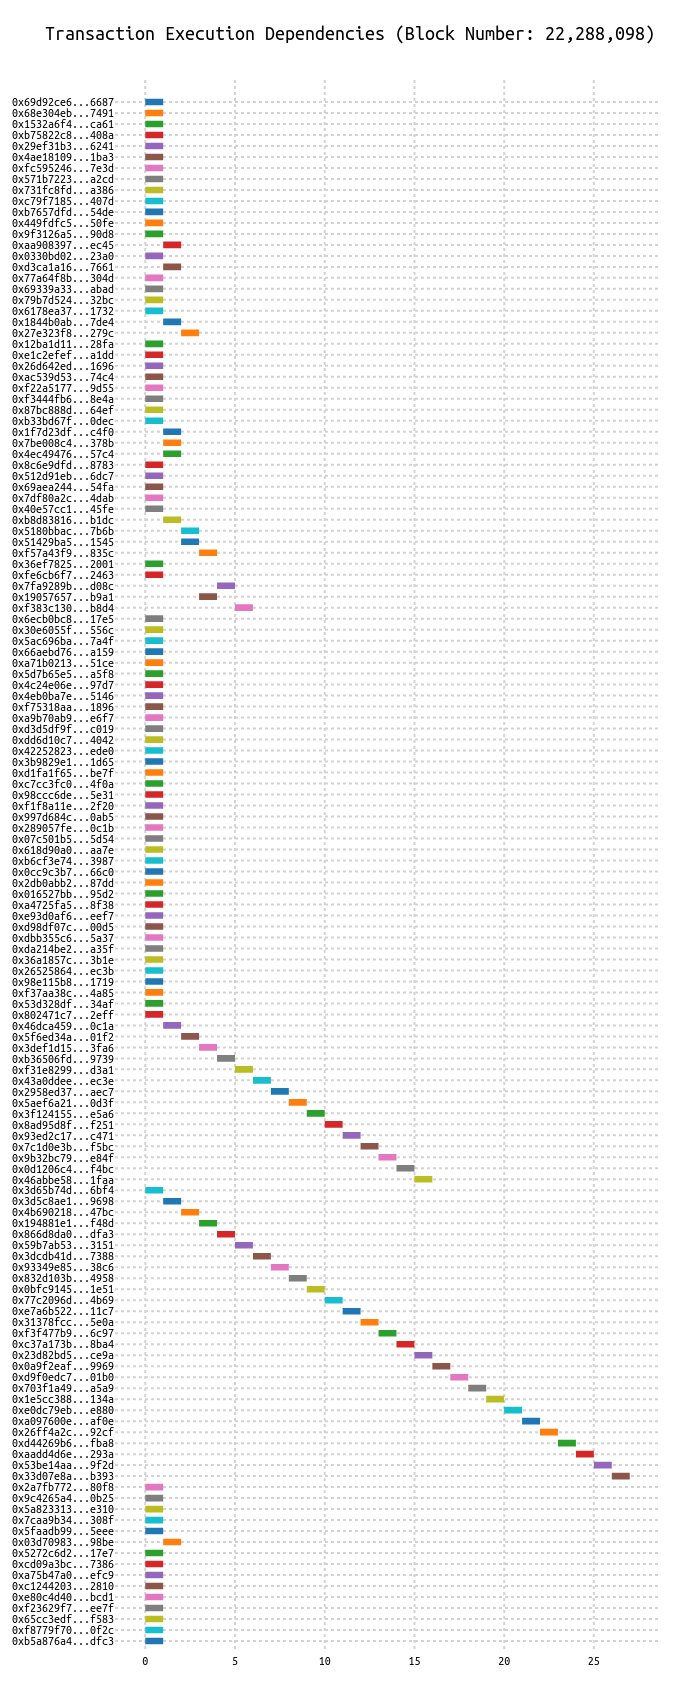 Transaction Execution Dependencies (Block Number: 22,288,098)
0x69d92ce6...6687
0x68e304eb...7491
0x1532a6f4...ca61
0xb75822c8...408a
0x29ef31b3...6241
0x4ae18109...1ba3
0xfc595246...7e3d
0x571b7223...a2cd
0x731fc8fd...a386
0xc79f7185...407d
0xb7657dfd...54de
0x449fdfc5...50fe
0x9f3126a5...90d8
0xaa908397...ec45
0x0330bd02...23a0
0xd3ca1a16...7661
0x77a64f8b...304d
0x69339a33...abad
0x79b7d524...32bc
0x6178ea37...1732
0x1844b0ab...7de4
0x27e323f8...279c
0x12ba1d11...28fa
0xe1c2efef...a1dd
0x26d642ed...1696
0xac539d53...74c4
0xf22a5177...9d55
0xf3444fb6...8e4a
0x87bc888d...64ef
0xb33bd67f...0dec
0x1f7d23df...c4f0
0x7be008c4...378b
0x4ec49476...57c4
0x8c6e9dfd...8783
0x512d91eb...6dc7
0x69aea244...54fa
0x7df80a2c...4dab
0x40e57cc1...45fe
0xb8d83816...b1dc
0x5180bbac...7b6b
0x51429ba5...1545
0xf57a43f9...835c
0x36ef7825...2001
0xfe6cb6f7...2463
0x7fa9289b...d08c
0x19057657...b9a1
0xf383c130...b8d4
0x6ecb0bc8...17e5
0x30e6055f...556c
0x5ac696ba...7a4f
0x66aebd76...a159
0xa71b0213...51ce
0x5d7b65e5...a5f8
0x4c24e06e...97d7
0x4eb0ba7e...5146
0xf75318aa...1896
0xa9b70ab9...e6f7
0xd3d5df9f...c019
0xdd6d10c7...4042
0x42252823...ede0
0x3b9829e1...1d65
0xd1fa1f65...be7f
0xc7cc3fc0...4f0a
0x98ccc6de...5e31
0xf1f8a11e...2f20
0x997d684c...0ab5
0x289057fe...0c1b
0x07c501b5...5d54
0x618d90a0...aa7e
0xb6cf3e74...3987
0x0cc9c3b7...66c0
0x2db0abb2...87dd
0x016527bb...95d2
0xa4725fa5...8f38
0xe93d0af6...eef7
0xd98df07c...00d5
0xdbb355c6...5a37
0xda214be2...a35f
0x36a1857c...3b1e
0x26525864...ec3b
0x98e115b8...1719
0xf37aa38c...4a85
0x53d328df...34af
0x802471c7...2eff
0x46dca459...0c1a
0x5f6ed34a...01f2
0x3def1d15...3fa6
0xb36506fd...9739
0xf31e8299...d3a1
0x43a0ddee...ec3e
0x2958ed37...aec7
0x5aef6a21...0d3f
0x3f124155...e5a6
0x8ad95d8f...f251
0x93ed2c17...c471
0x7c1d0e3b...f5bc
0x9b32bc79...e84f
0x0d1206c4...f4bc
0x46abbe58...1faa
0x3d65b74d...6bf4
0x3d5c8ae1...9698
0x4b690218...47bc
0x194881e1...f48d
0x866d8da0...dfa3
0x59b7ab53...3151
0x3dcdb41d...7388
0x93349e85...38c6
0x832d103b...4958
0x0bfc9145...1e51
0x77c2096d...4b69
0xe7a6b522...11c7
0x31378fcc...5e0a
0xf3f477b9...6c97
0xc37a173b...8ba4
0x23d82bd5...ce9a
0x0a9f2eaf...9969
0xd9f0edc7...01b0
0x703f1a49...a5a9
0x1e5cc388...134a
0xe0dc79eb...e880
0xa097600e...af0e
0x26ff4a2c...92cf
0xd44269b6...fba8
0xaadd4d6e...293a
0x53be14aa...9f2d
0x33d07e8a...b393
0x2a7fb772...80f8
0x9c4265a4...0b25
0x5a823313...e310
0x7caa9b34...308f
0x5faadb99...5eee
0x03d70983...98be
0x5272c6d2...17e7
0xcd09a3bc...7386
0xa75b47a0...efc9
0xc1244203...2810
0xe80c4d40...bcd1
0xf23629f7...ee7f
0x65cc3edf...f583
0xf8779f70...0f2c
0xb5a876a4...dfc3
0 5 10 15 20 25